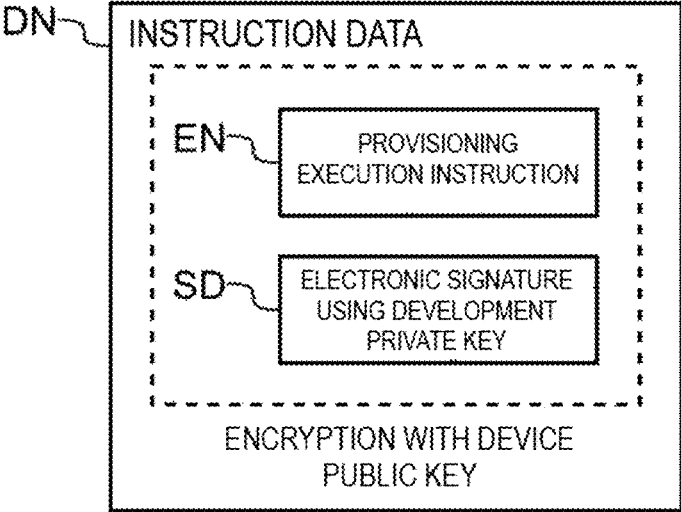 DN
INSTRUCTION DATA
EN
PROVISIONING
EXECUTION INSTRUCTION
SD
ELECTRONIC SIGNATURE
USING DEVELOPMENT
PRIVATE KEY
ENCRYPTION WITH DEVICE
PUBLIC KEY